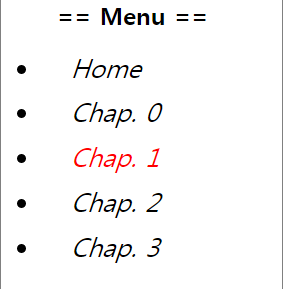 == Menu ==
• Home
• Chap. 0
• Chap. 1
• Chap. 2
• Chap. 3